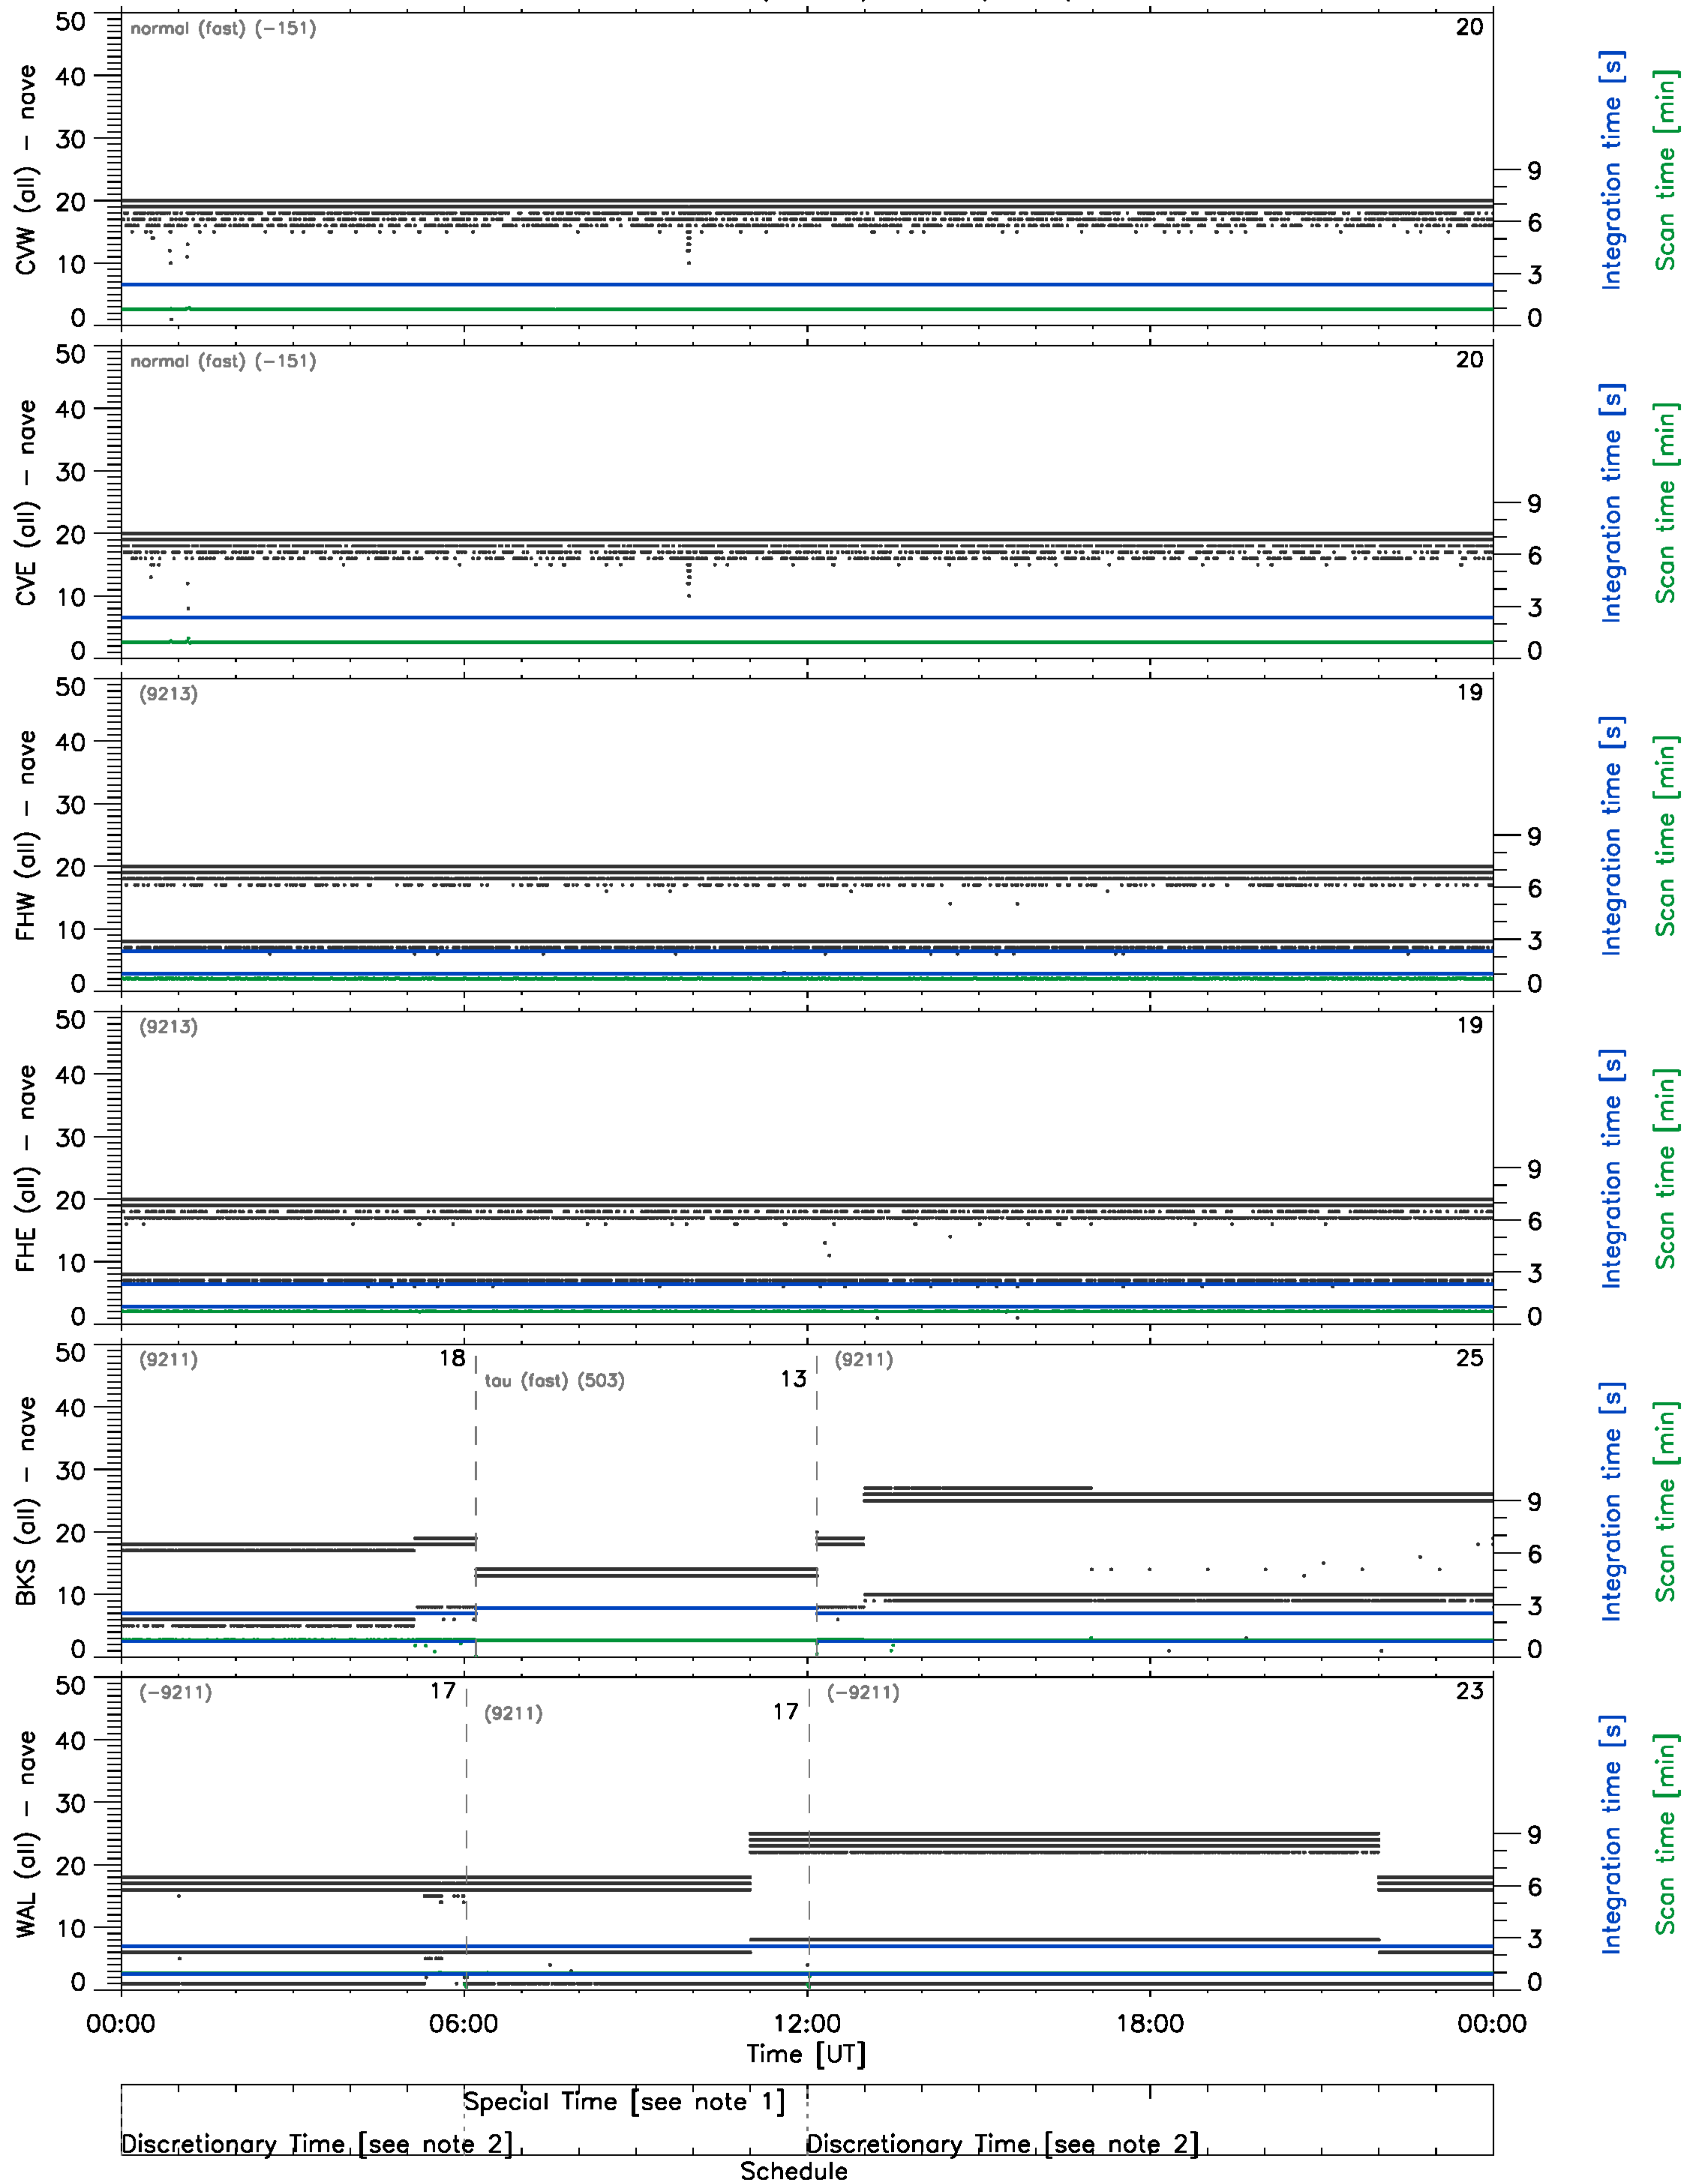 50 normal (fast) (-151) 20
40
30
20 9
10 6
0 3
0
CVW (all) - nave
Integration time [s]
Scan time [min]
50 normal (fast) (-151) 20
40
30
20 9
10 6
0 3
0
CVE (all) - nave
Integration time [s]
Scan time [min]
50 (9213) 19
40
30
20 9
10 6
0 3
0
FHW (all) - nave
Integration time [s]
Scan time [min]
50 (9213) 19
40
30
20 9
10 6
0 3
0
FHE (all) - nave
Integration time [s]
Scan time [min]
50 (9211) 18 (9211) 25
tau (fast) (503) 13
40
30
20 9
10 6
0 3
0
BKS (all) - nave
Integration time [s]
Scan time [min]
50 (-9211) 17 (-9211) 23
(9211) 17
40
30
20 9
10 6
0 3
0
WAL (all) - nave
Integration time [s]
Scan time [min]
00:00 06:00 12:00 18:00 00:00
Time [UT]
Special Time [see note 1]
Discretionary Time [see note 2] Discretionary Time [see note 2]
Schedule